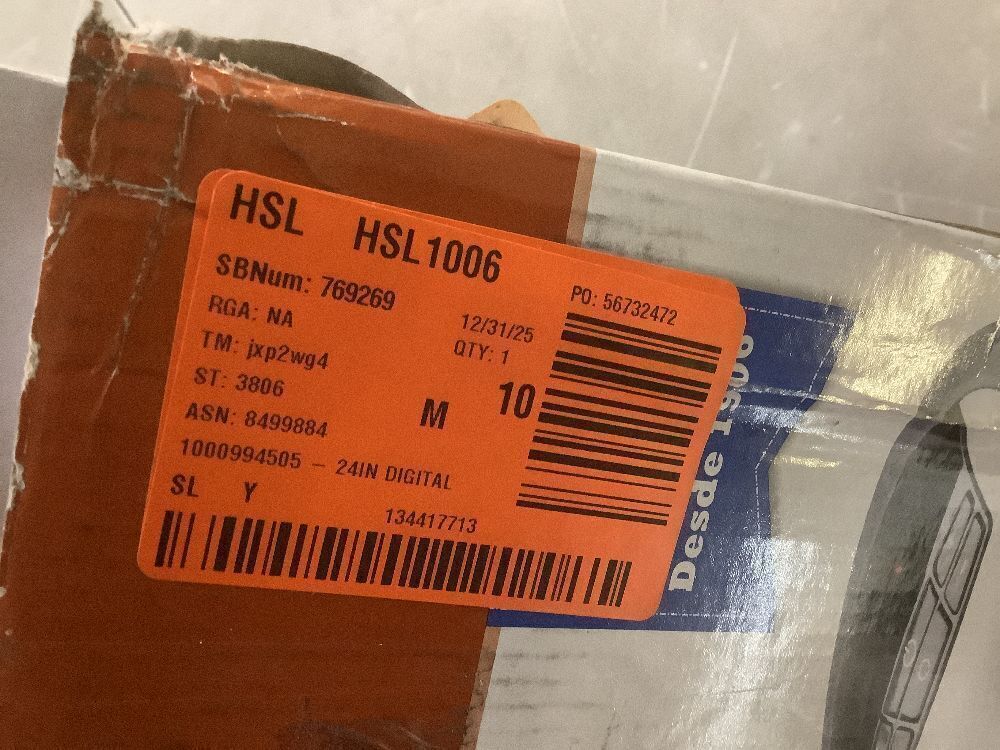 HSL HSL1006
SBNum: 769269
PO: 56732472
RGA: NA
12/31/25
TM: jxp2wg4
QTY: 1
ST: 3806
M 10
ASN: 8499884
1000994505 – 24IN DIGITAL
SL Y
134417713
Desde 1906